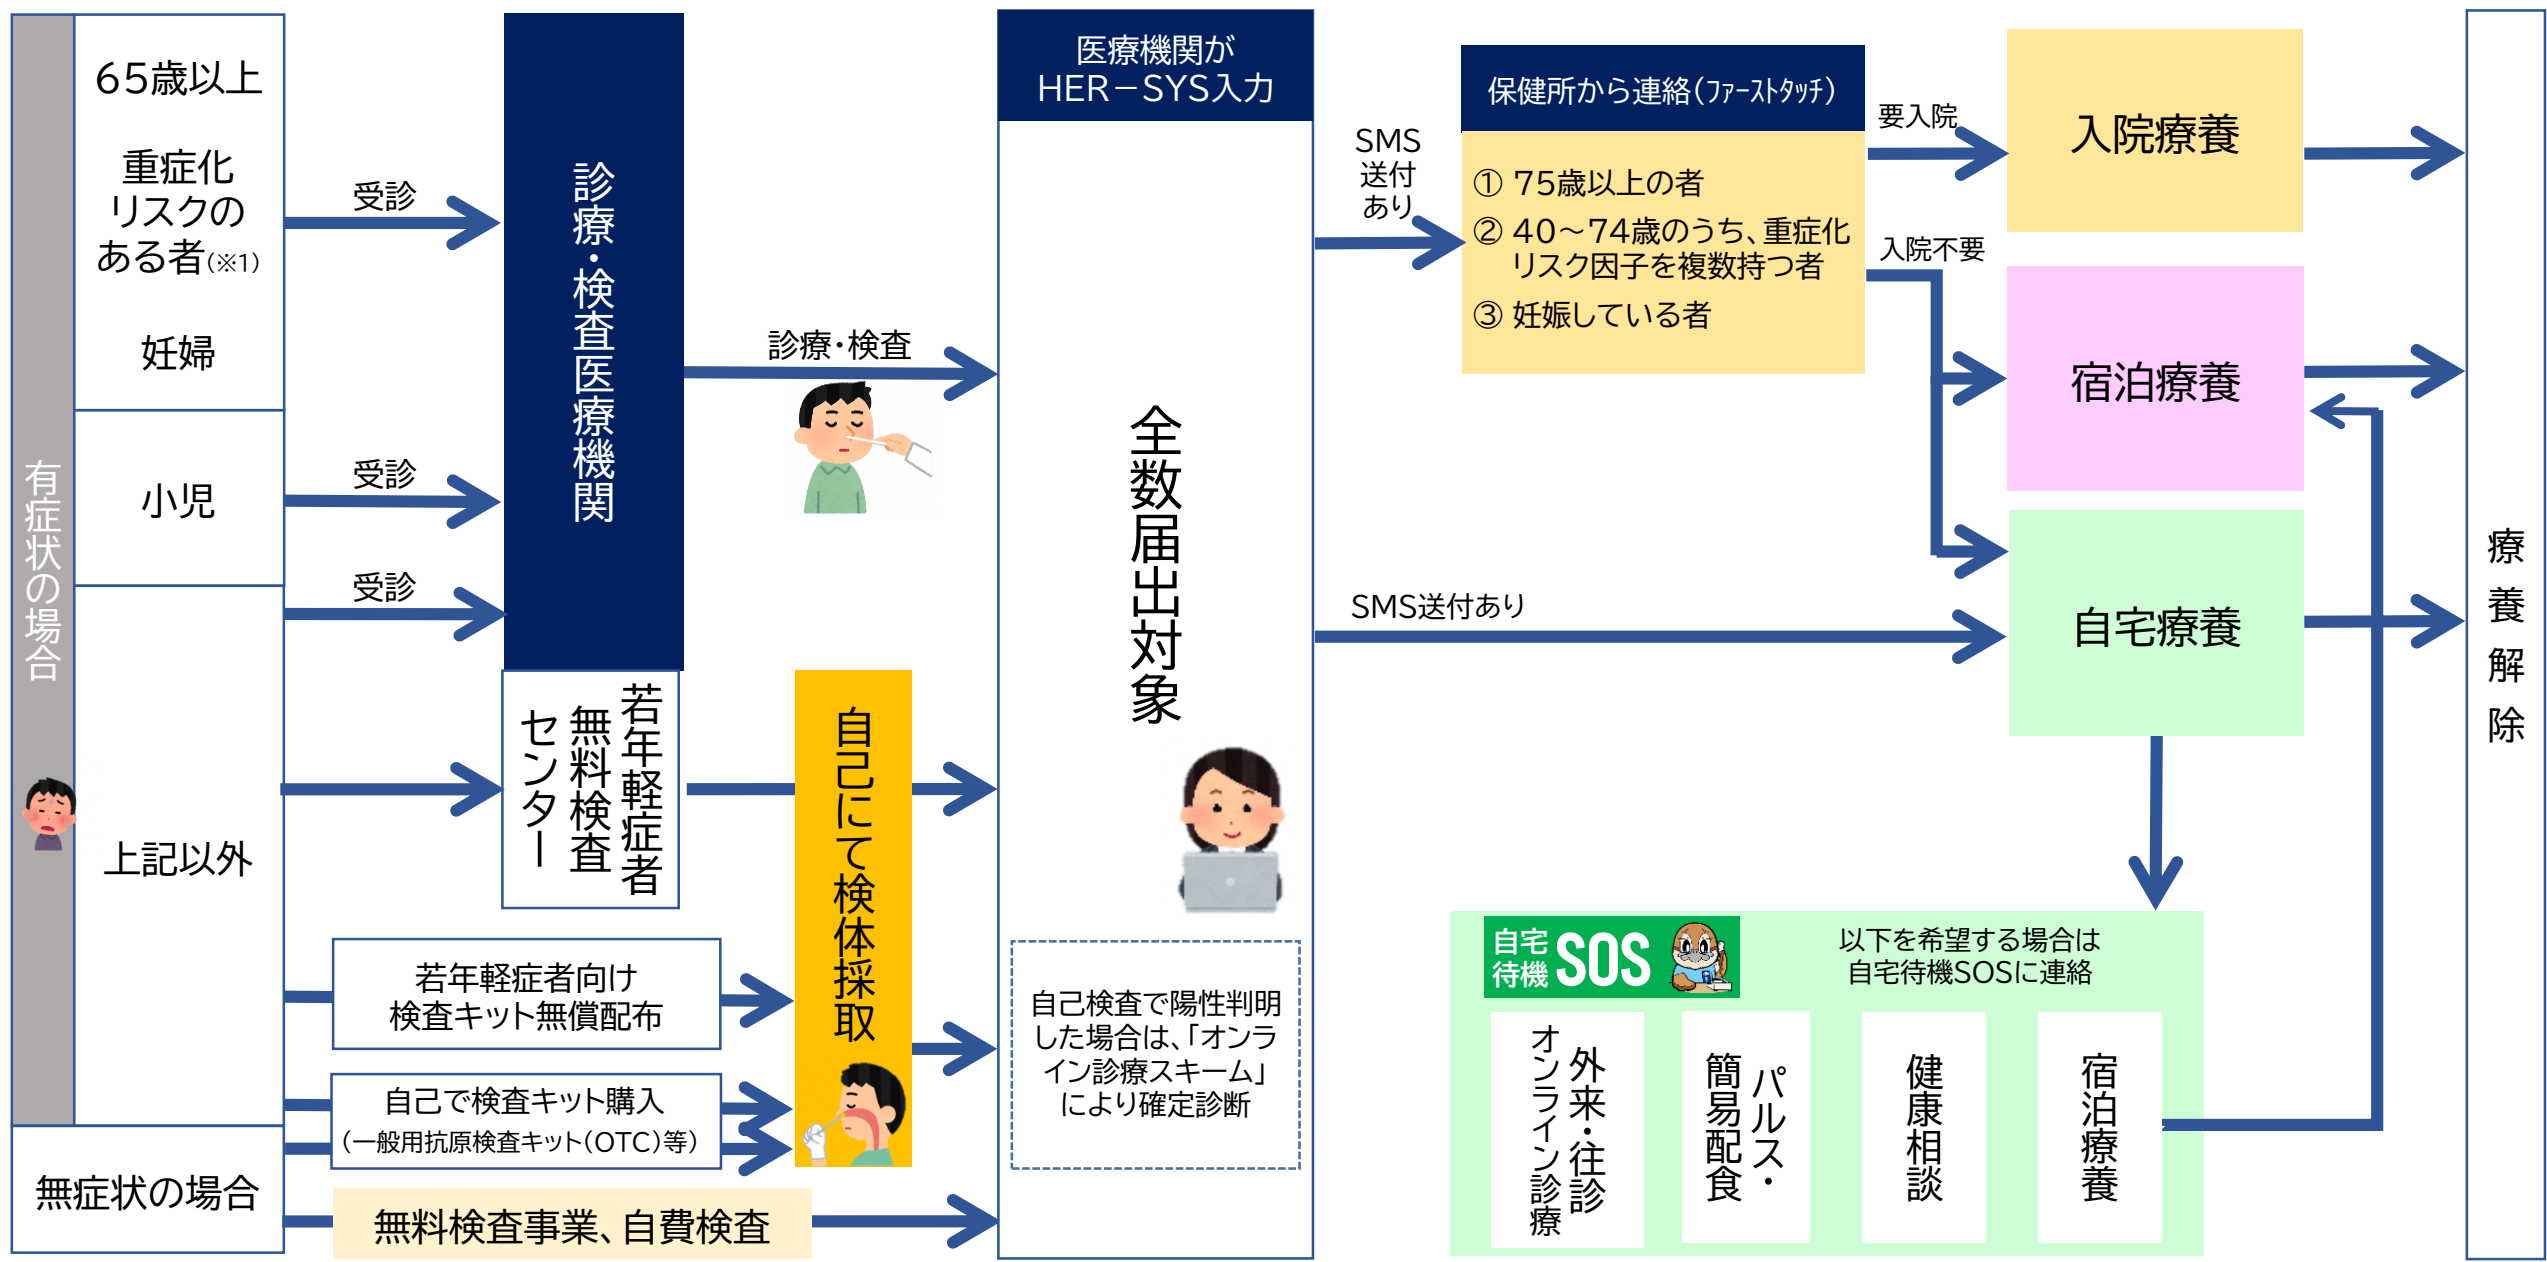 有症状の場合
65歳以上
重症化
リスクの
ある者(※1)
妊婦
小児
上記以外
無症状の場合
受診
受診
受診
診療・検査医療機関
若年軽症者
無料検査
センター
若年軽症者向け
検査キット無償配布
自己で検査キット購入
(一般用抗原検査キット(OTC)等)
無料検査事業、自費検査
診療・検査
自己にて検体採取
医療機関が
HER-SYS入力
全数届出対象
自己検査で陽性判明
した場合は、「オンラ
イン診療スキーム」
により確定診断
SMS
送付
あり
SMS送付あり
保健所から連絡(ﾌｧｰｽﾄﾀｯﾁ)
① 75歳以上の者
② 40～74歳のうち、重症化
リスク因子を複数持つ者
③ 妊娠している者
要入院
入院不要
入院療養
宿泊療養
自宅療養
自宅
待機 SOS
以下を希望する場合は
自宅待機SOSに連絡
外来・往診
オンライン診療
パルス・
簡易配食
健康相談
宿泊療養
療養解除